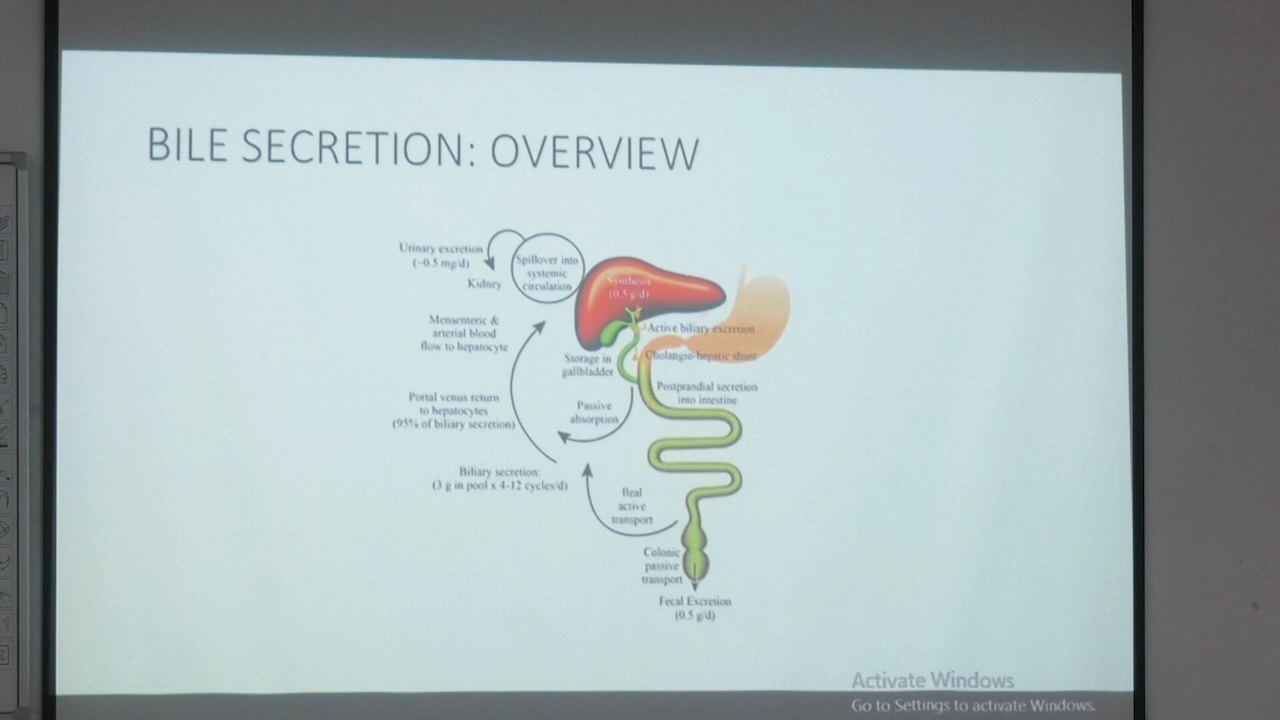 BILE SECRETION: OVERVIEW
Urinary excretion
(~0.5 mg/d)
Kidney
Spillover into
systemic
circulation
Synthesis
(0.5 g/d)
Mensenteric &
arterial blood
flow to hepatocyte
Active biliary excretion
Cholangio-hepatic shunt
Storage in
gallbladder
Postprandial secretion
into intestine
Portal venus return
to hepatocytes
(95% of biliary secretion)
Passive
absorption
Biliary secretion:
(3 g in pool x 4-12 cycles/d)
Ileal
active
transport
Colonic
passive
transport
Fecal Excretion
(0.5 g/d)
Activate Windows
Go to Settings to activate Windows.